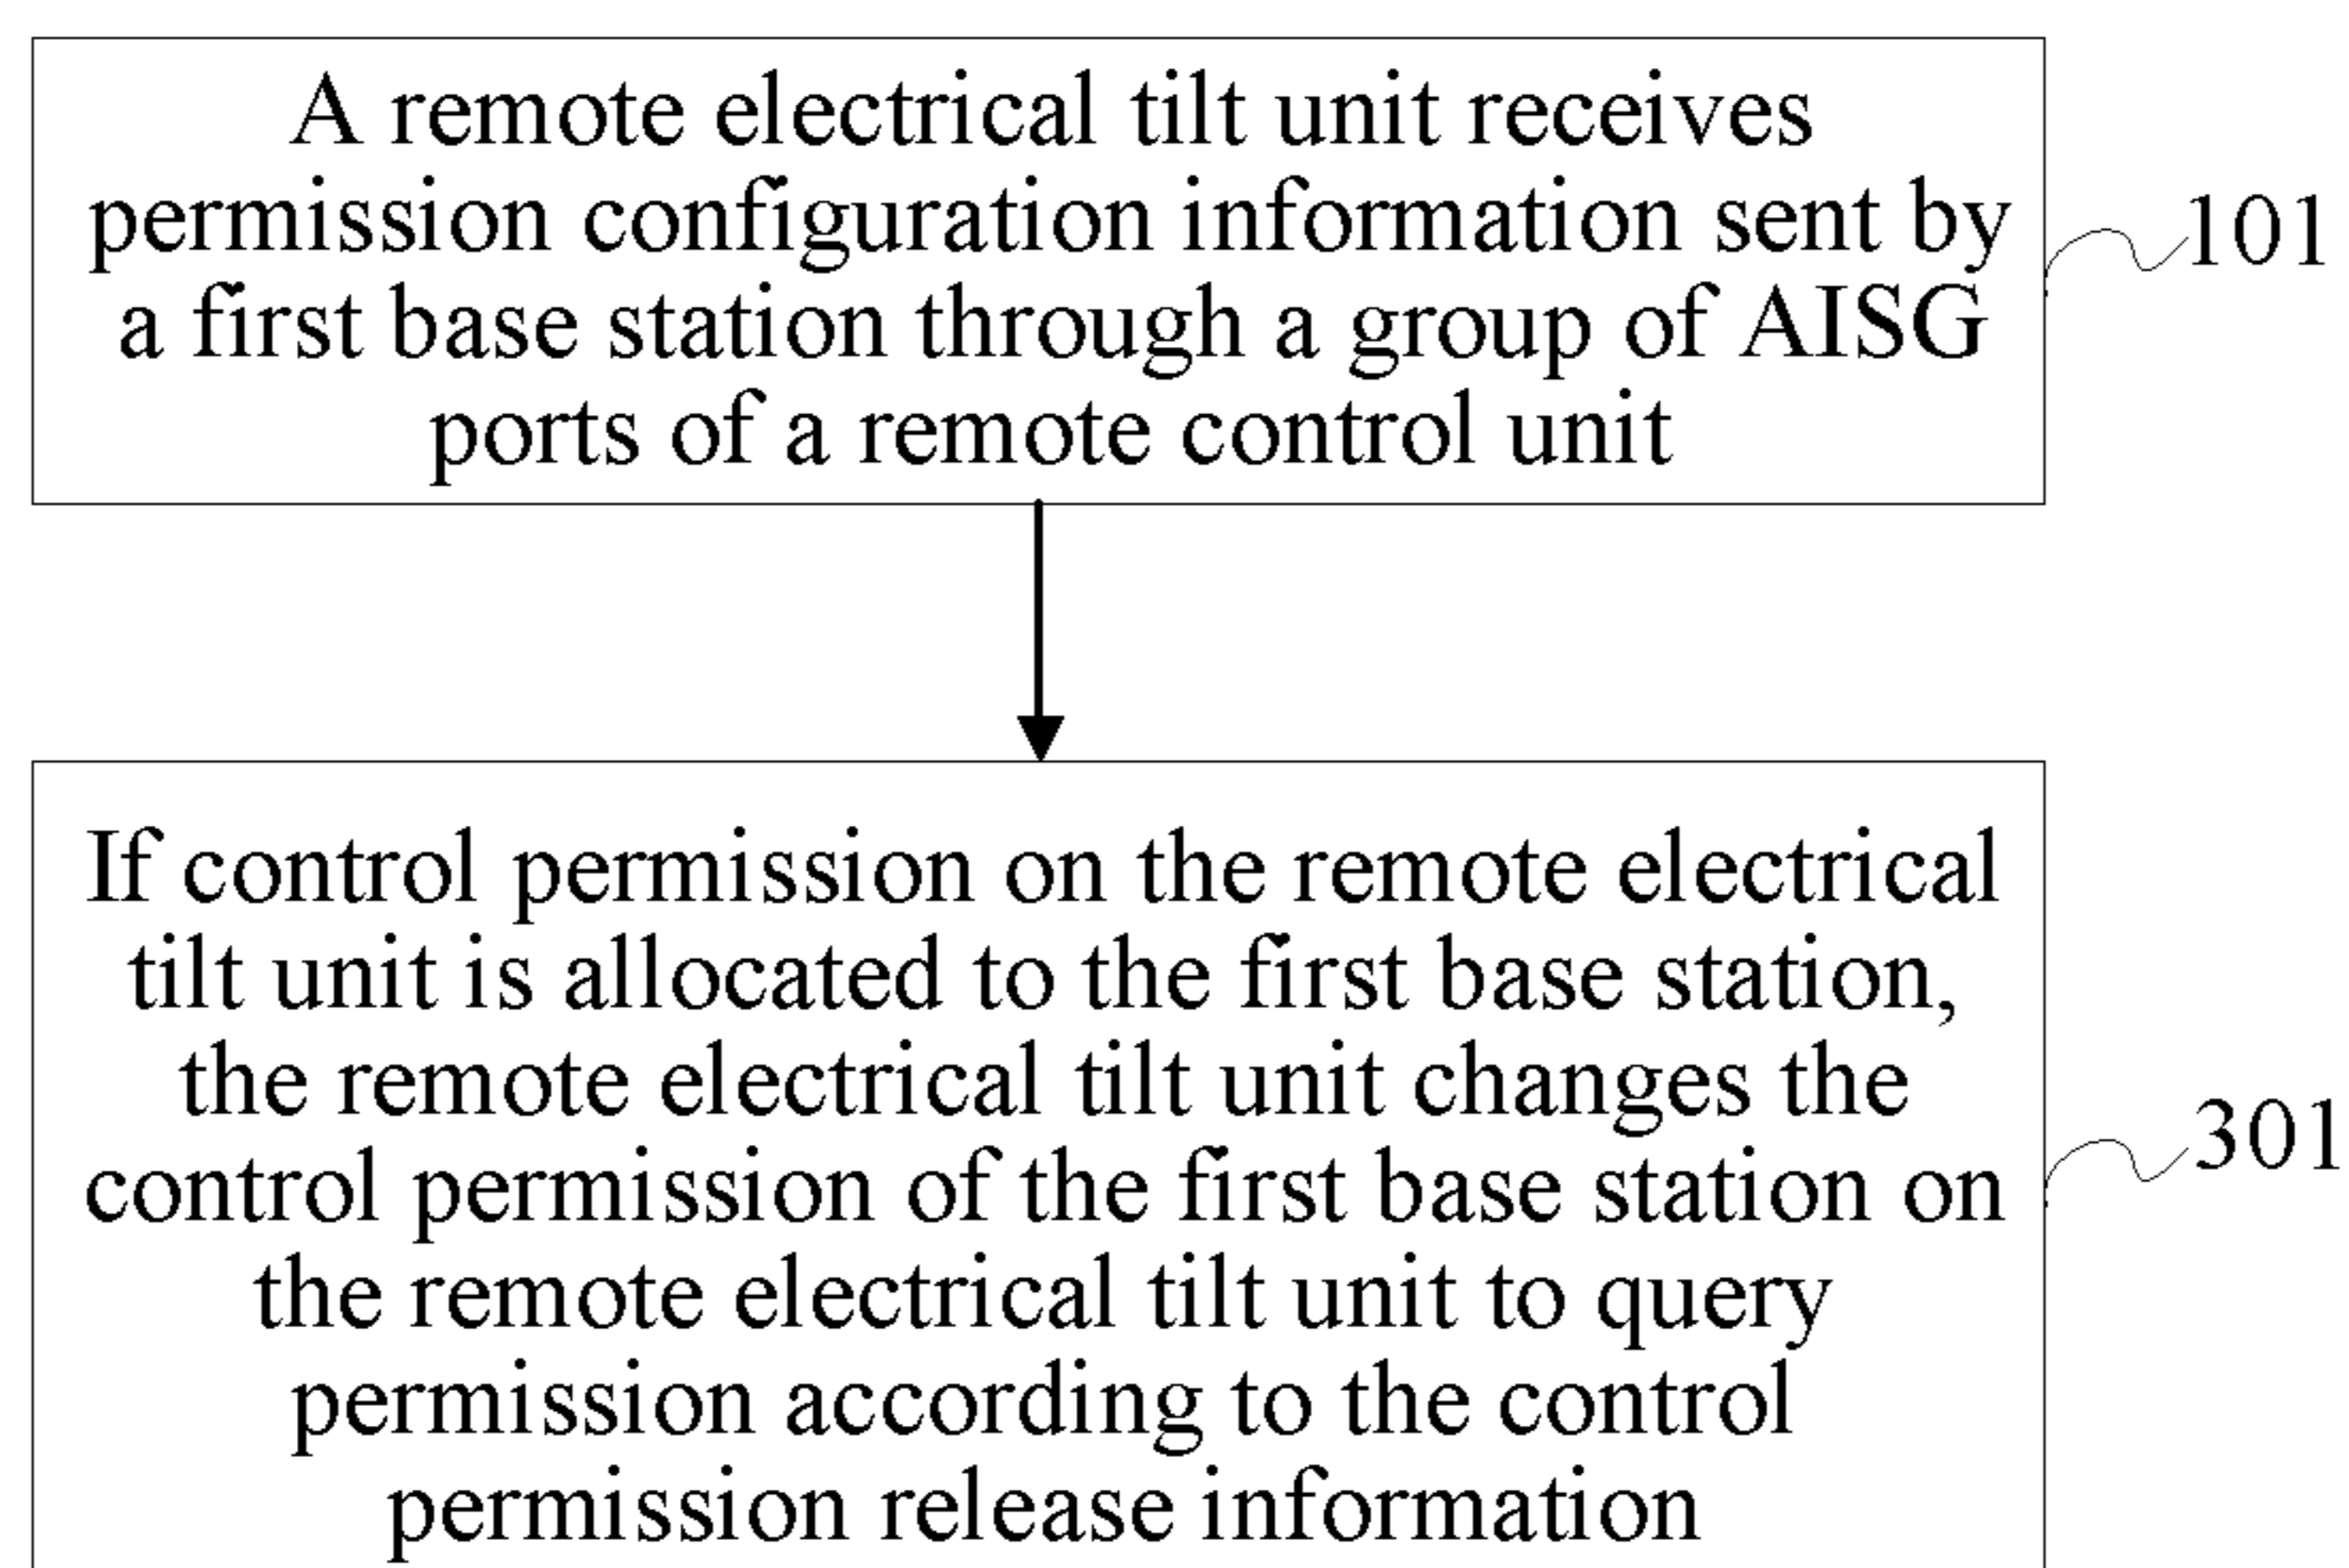 A remote electrical tilt unit receives
permission configuration information sent by
a first base station through a group of AISG
ports of a remote control unit
101
If control permission on the remote electrical
tilt unit is allocated to the first base station,
the remote electrical tilt unit changes the
control permission of the first base station on
the remote electrical tilt unit to query
permission according to the control
permission release information
301